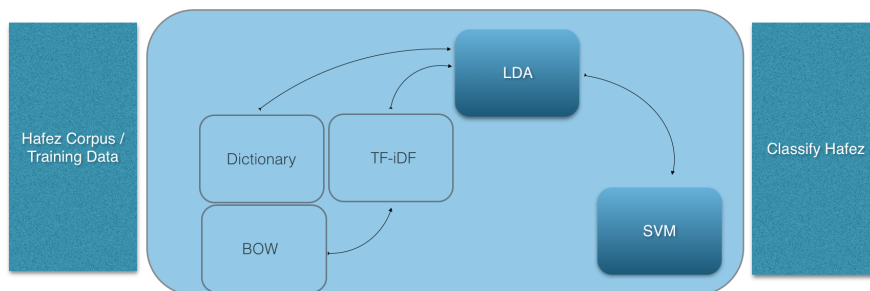 Hafez Corpus /
Training Data
LDA
Dictionary
TF-iDF
BOW
SVM
Classify Hafez